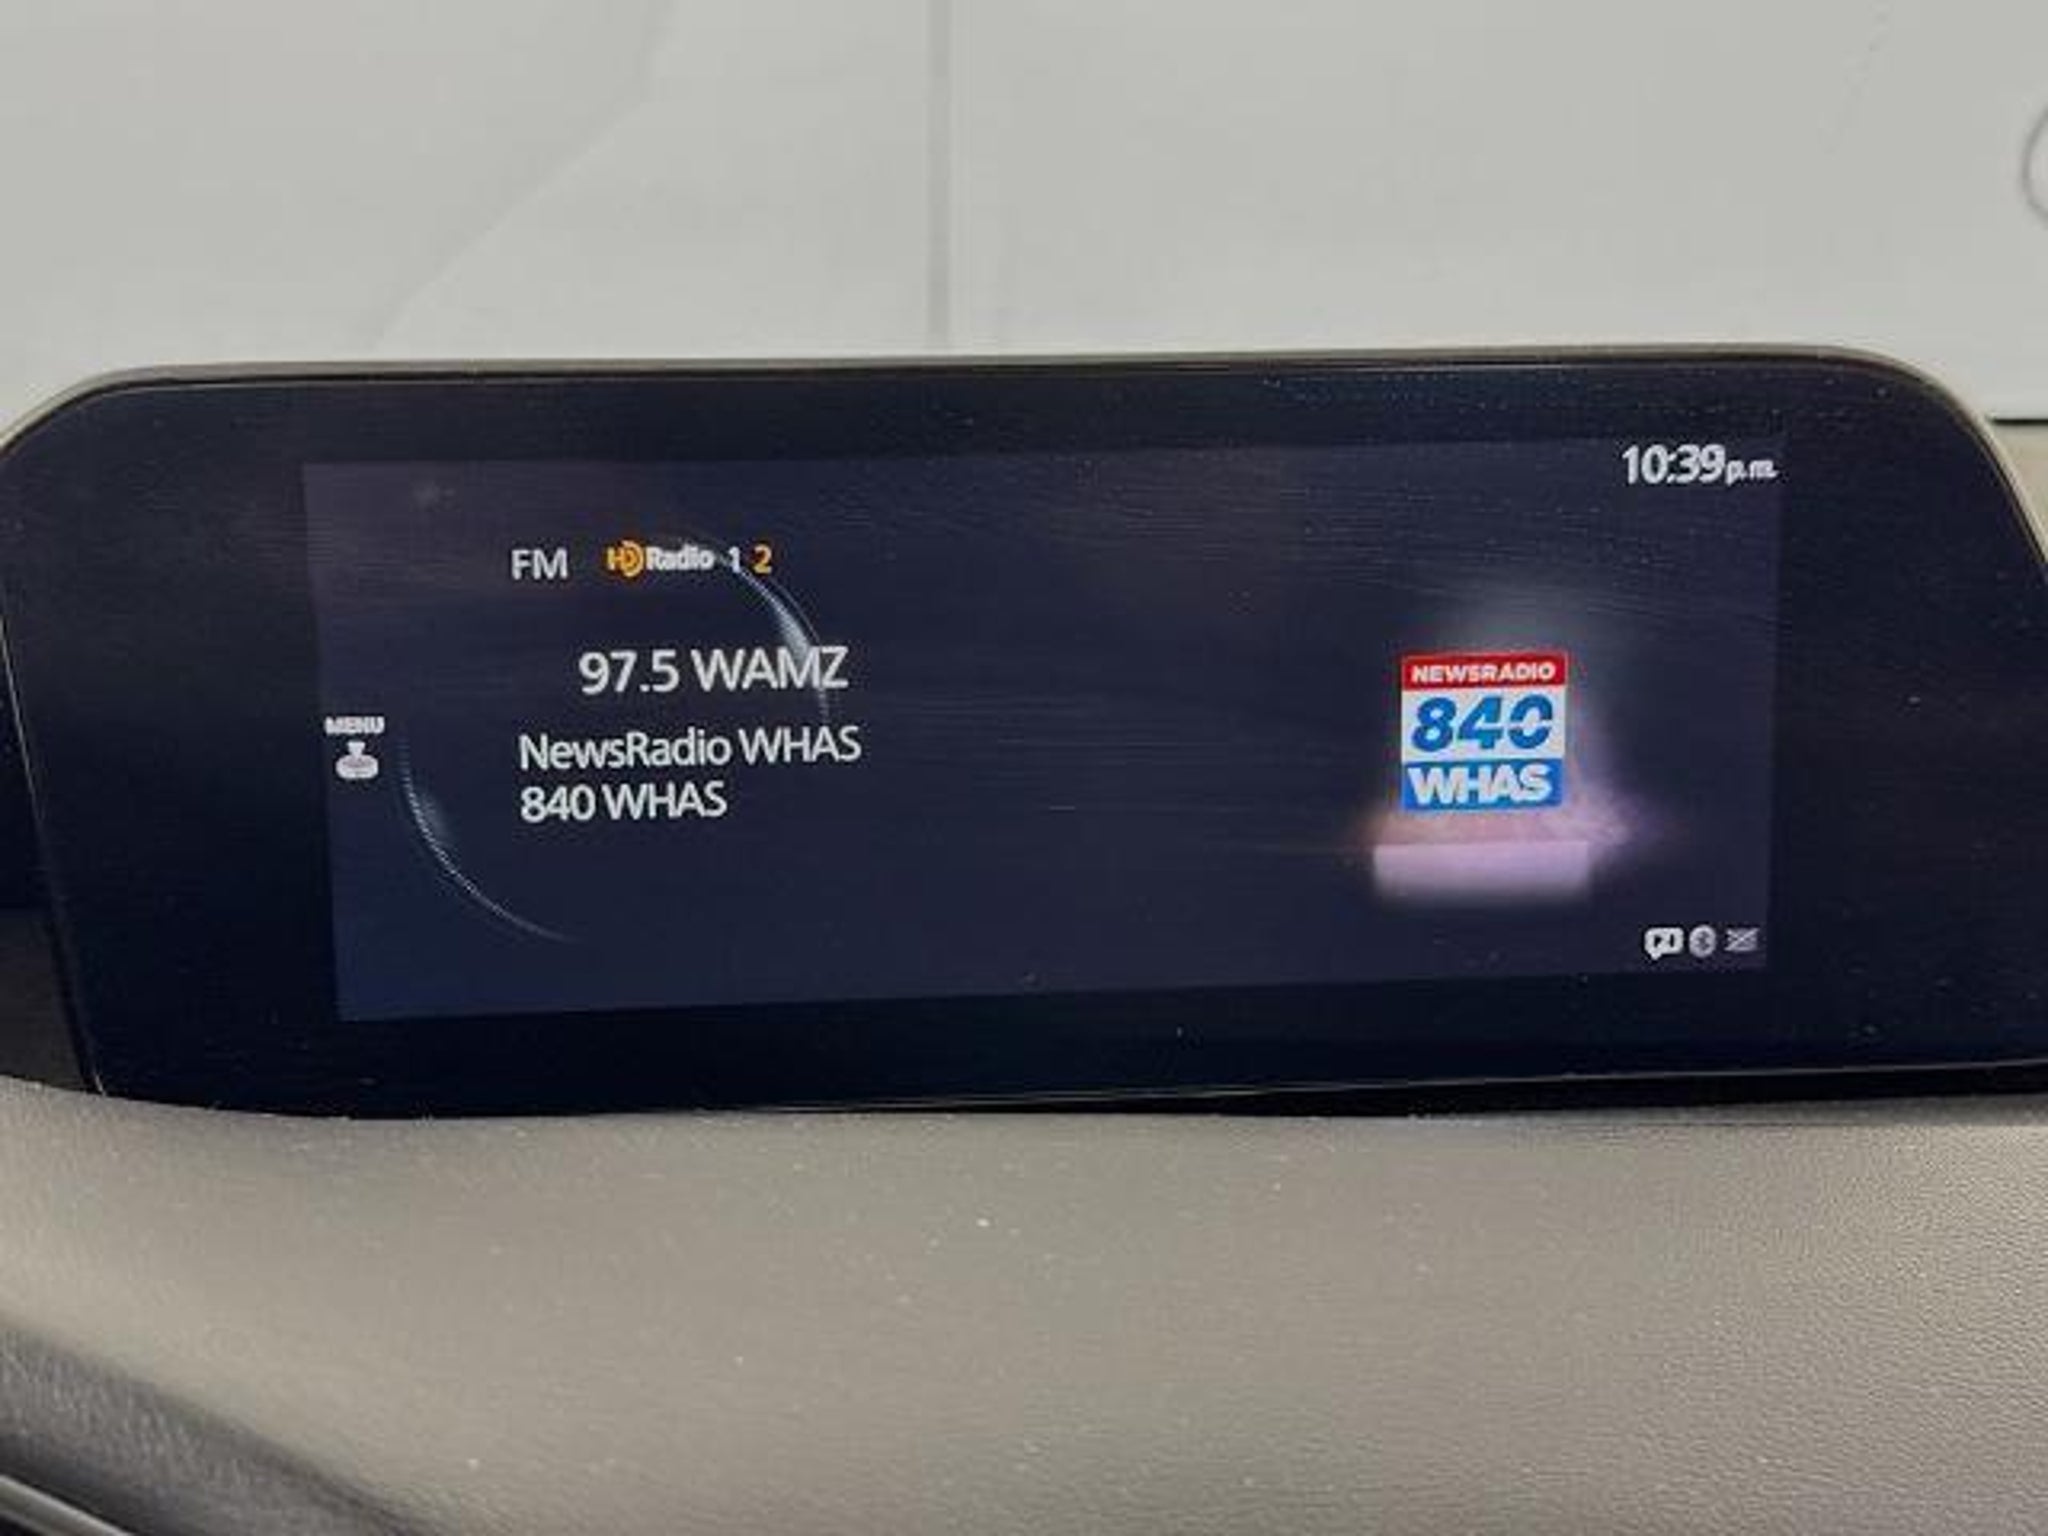 10:39p.m.
FM HD Radio 1 2
97.5 WAMZ
MENU
NewsRadio WHAS
840 WHAS
NEWSRADIO
840
WHAS